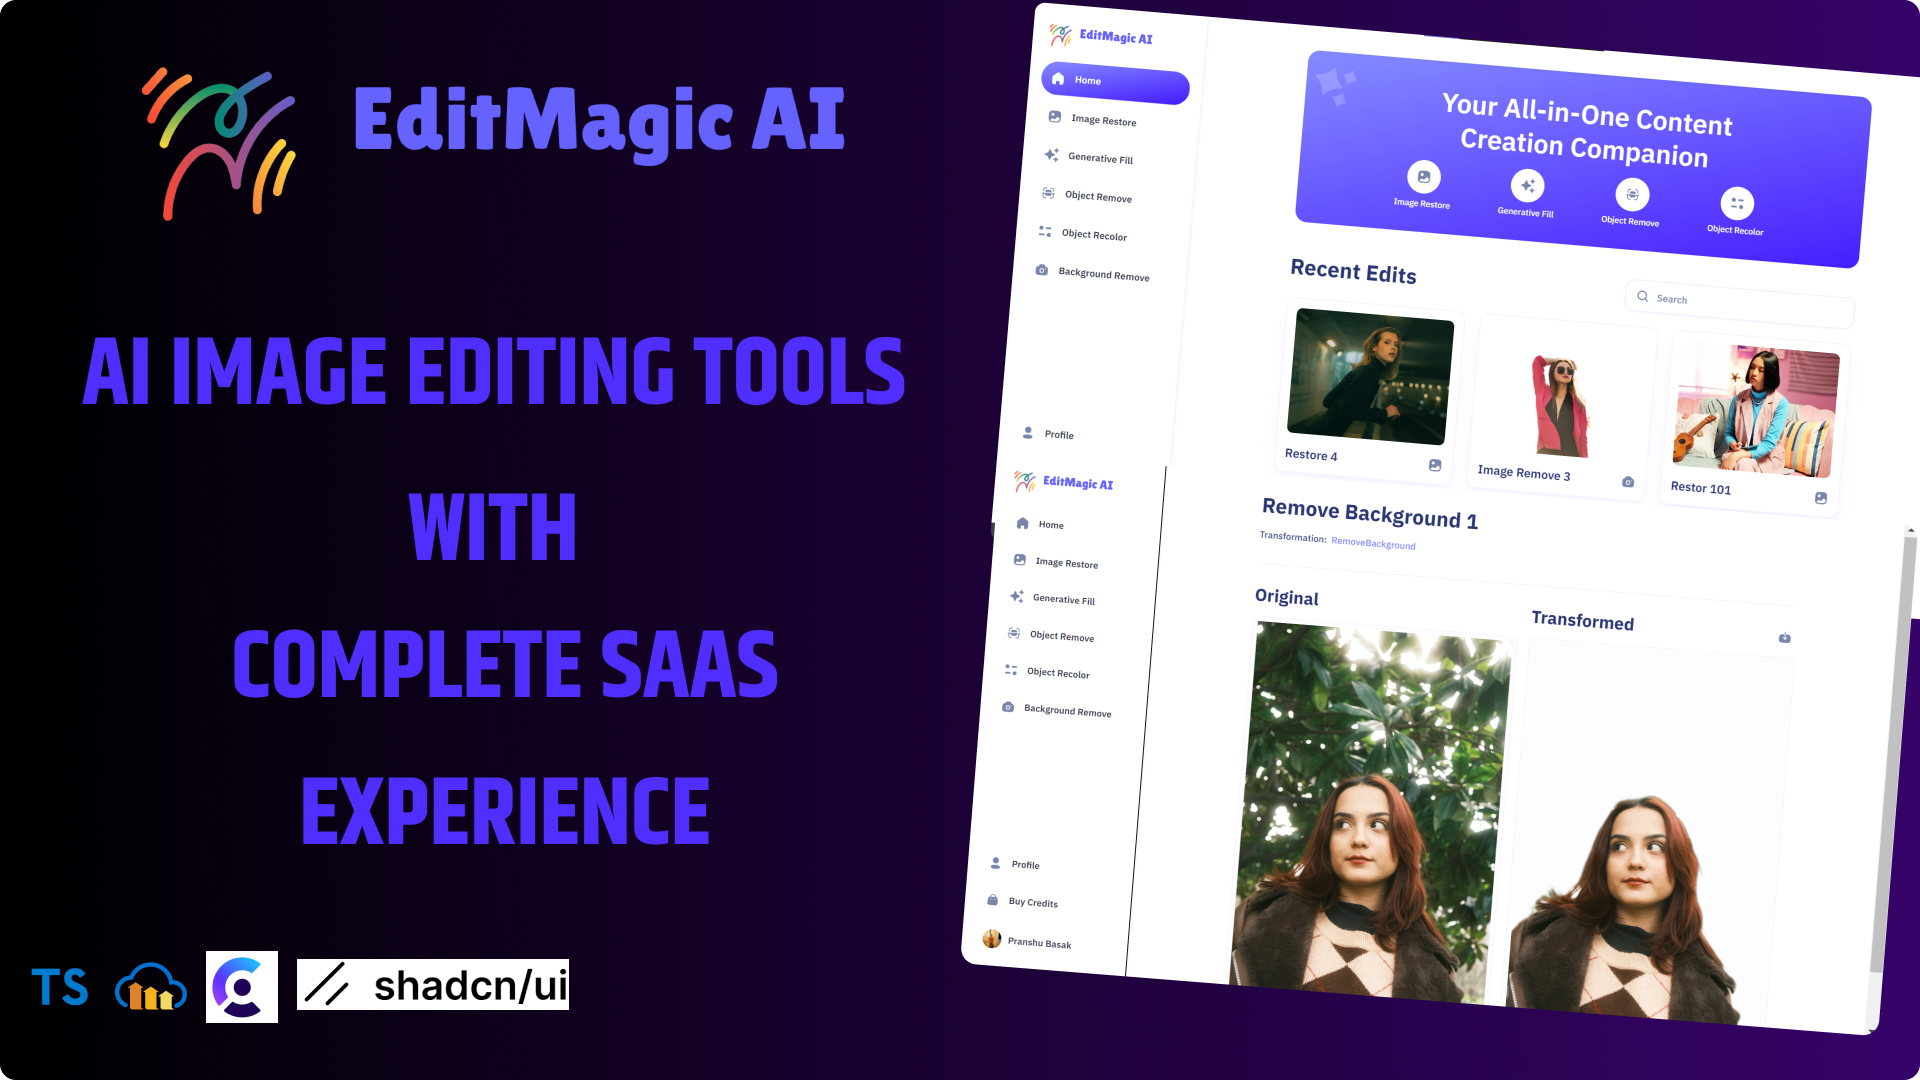 EditMagic AI
AI IMAGE EDITING TOOLS
WITH
COMPLETE SAAS
EXPERIENCE
TS
shadcn/ui
EditMagic AI
Home
Image Restore
Generative Fill
Object Remove
Object Recolor
Background Remove
Profile
Your All-in-One Content
Creation Companion
Image Restore
Generative Fill
Object Remove
Object Recolor
Recent Edits
Search
Restore 4
Image Remove 3
Restor 101
EditMagic AI
Home
Image Restore
Generative Fill
Object Remove
Object Recolor
Background Remove
Profile
Buy Credits
Pranshu Basak
Remove Background 1
Transformation: RemoveBackground
Original
Transformed